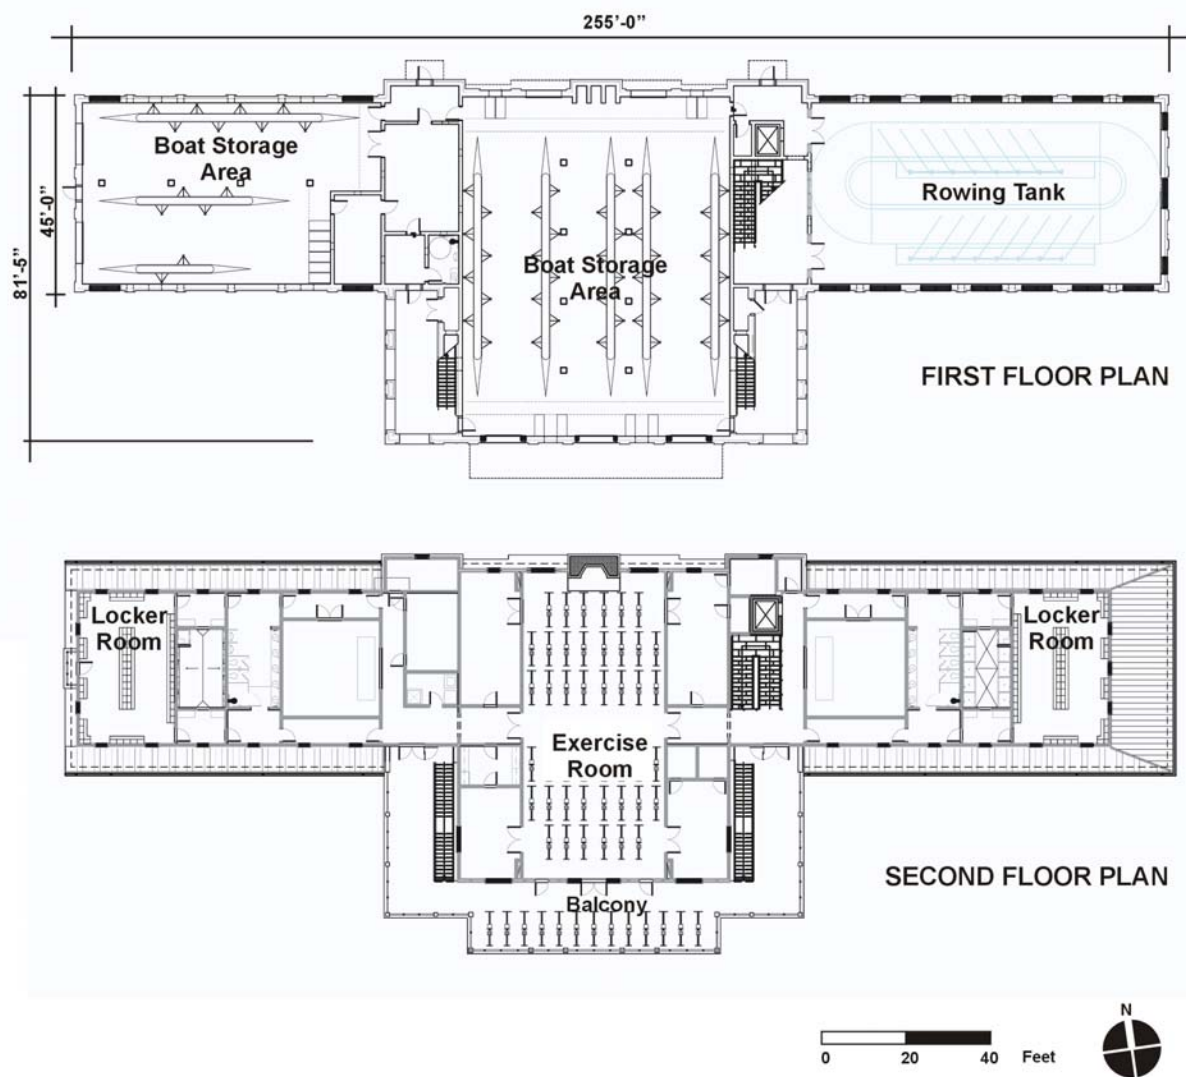 255'-0"
Boat Storage
Area
Rowing Tank
45'-0"
81'-5"
Boat Storage
Area
FIRST FLOOR PLAN
Locker
Room
Locker
Room
Exercise
Room
SECOND FLOOR PLAN
Balcony
N
0 20 40 Feet